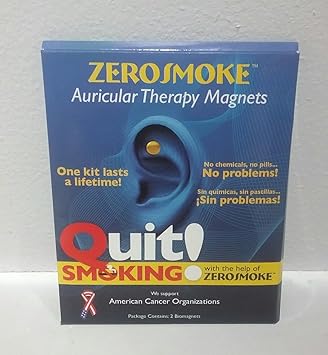 ZEROSMOKE™
Auricular Therapy Magnets
One kit lasts
a lifetime!
No chemicals, no pills...
No problems!
Sin quimicas, sin pastillas...
¡Sin problemas!
Quit!
SMOKING!
with the help of
ZEROSMOKE™
We support
American Cancer Organizations
Package Contains: 2 Biomagnets